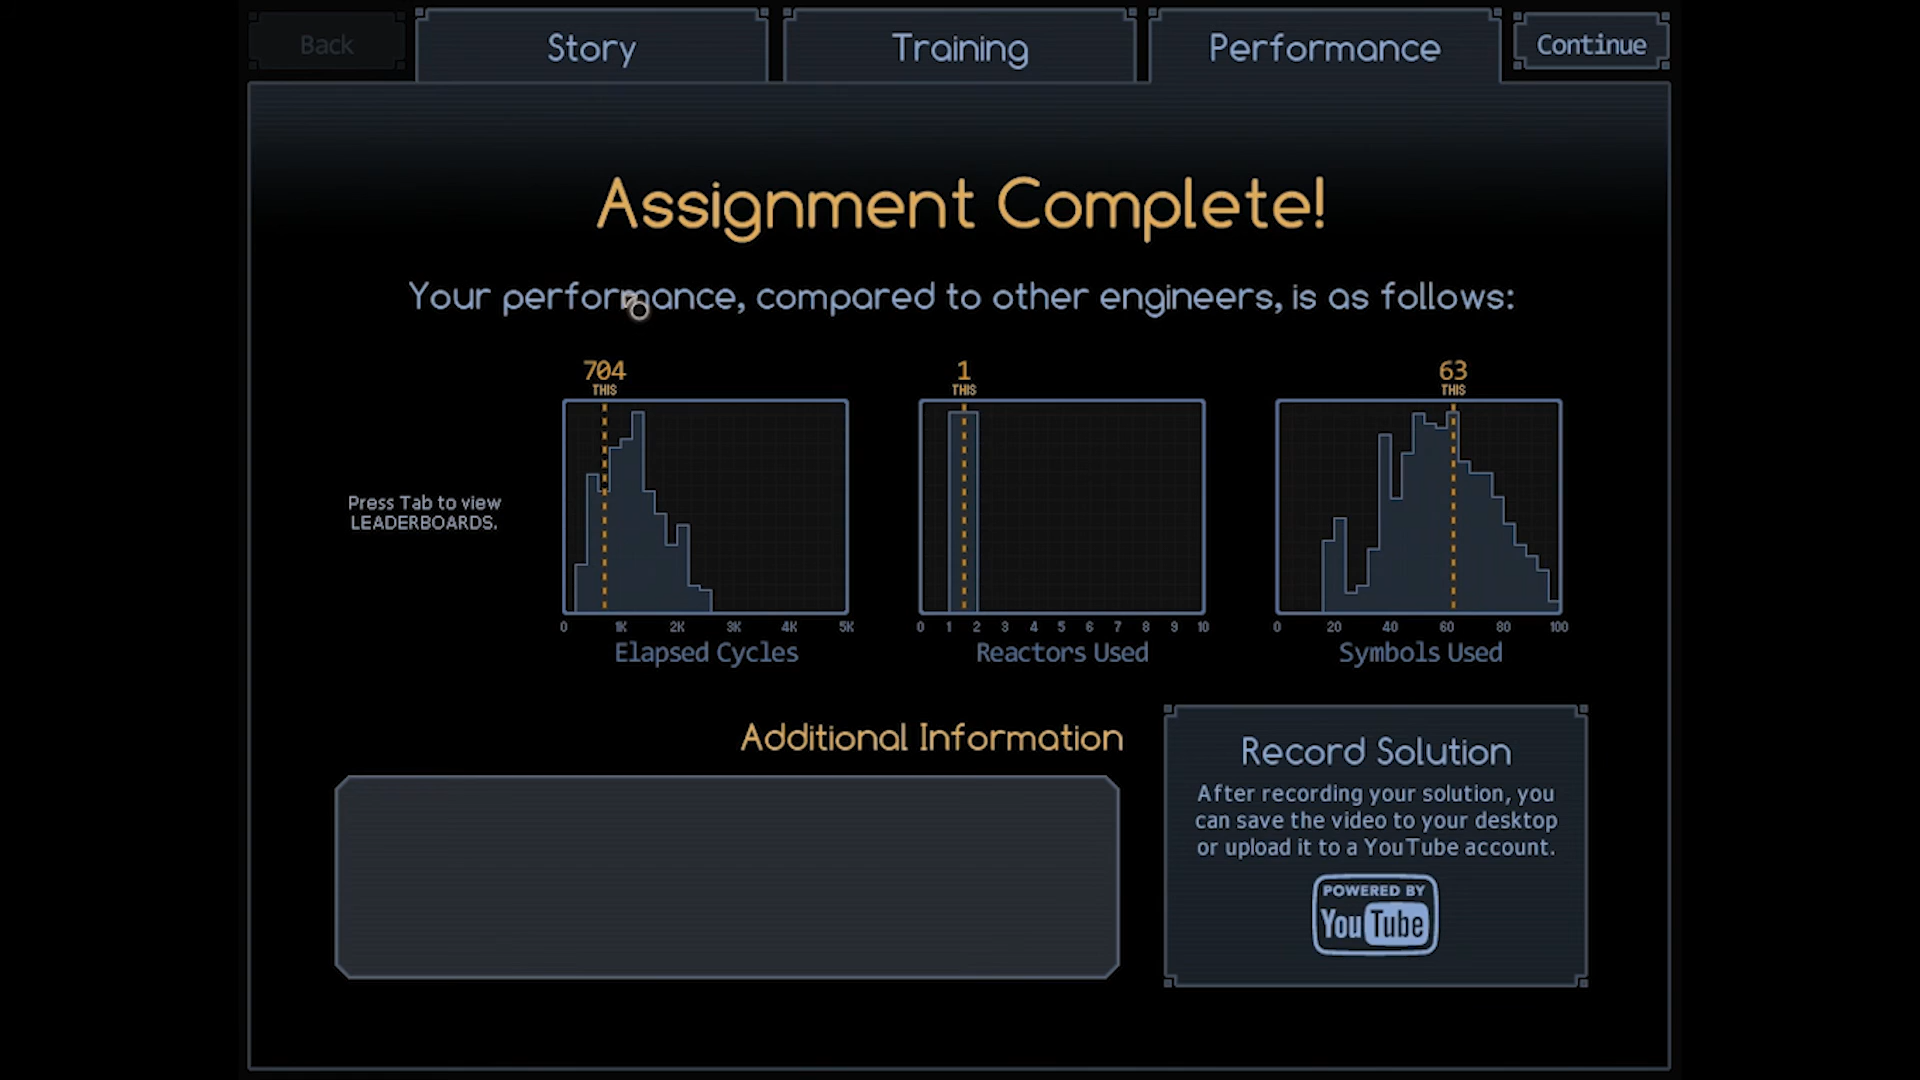 Back
Story
Training
Performance
Continue
Assignment Complete!
Your performance, compared to other engineers, is as follows:
704
THIS
1
THIS
63
THIS
Press Tab to view
LEADERBOARDS.
0 1K 2K 3K 4K 5K
0 1 2 3 4 5 6 7 8 9 10
0 20 40 60 80 100
Elapsed Cycles
Reactors Used
Symbols Used
Additional Information
Record Solution
After recording your solution, you
can save the video to your desktop
or upload it to a YouTube account.
POWERED BY
YouTube